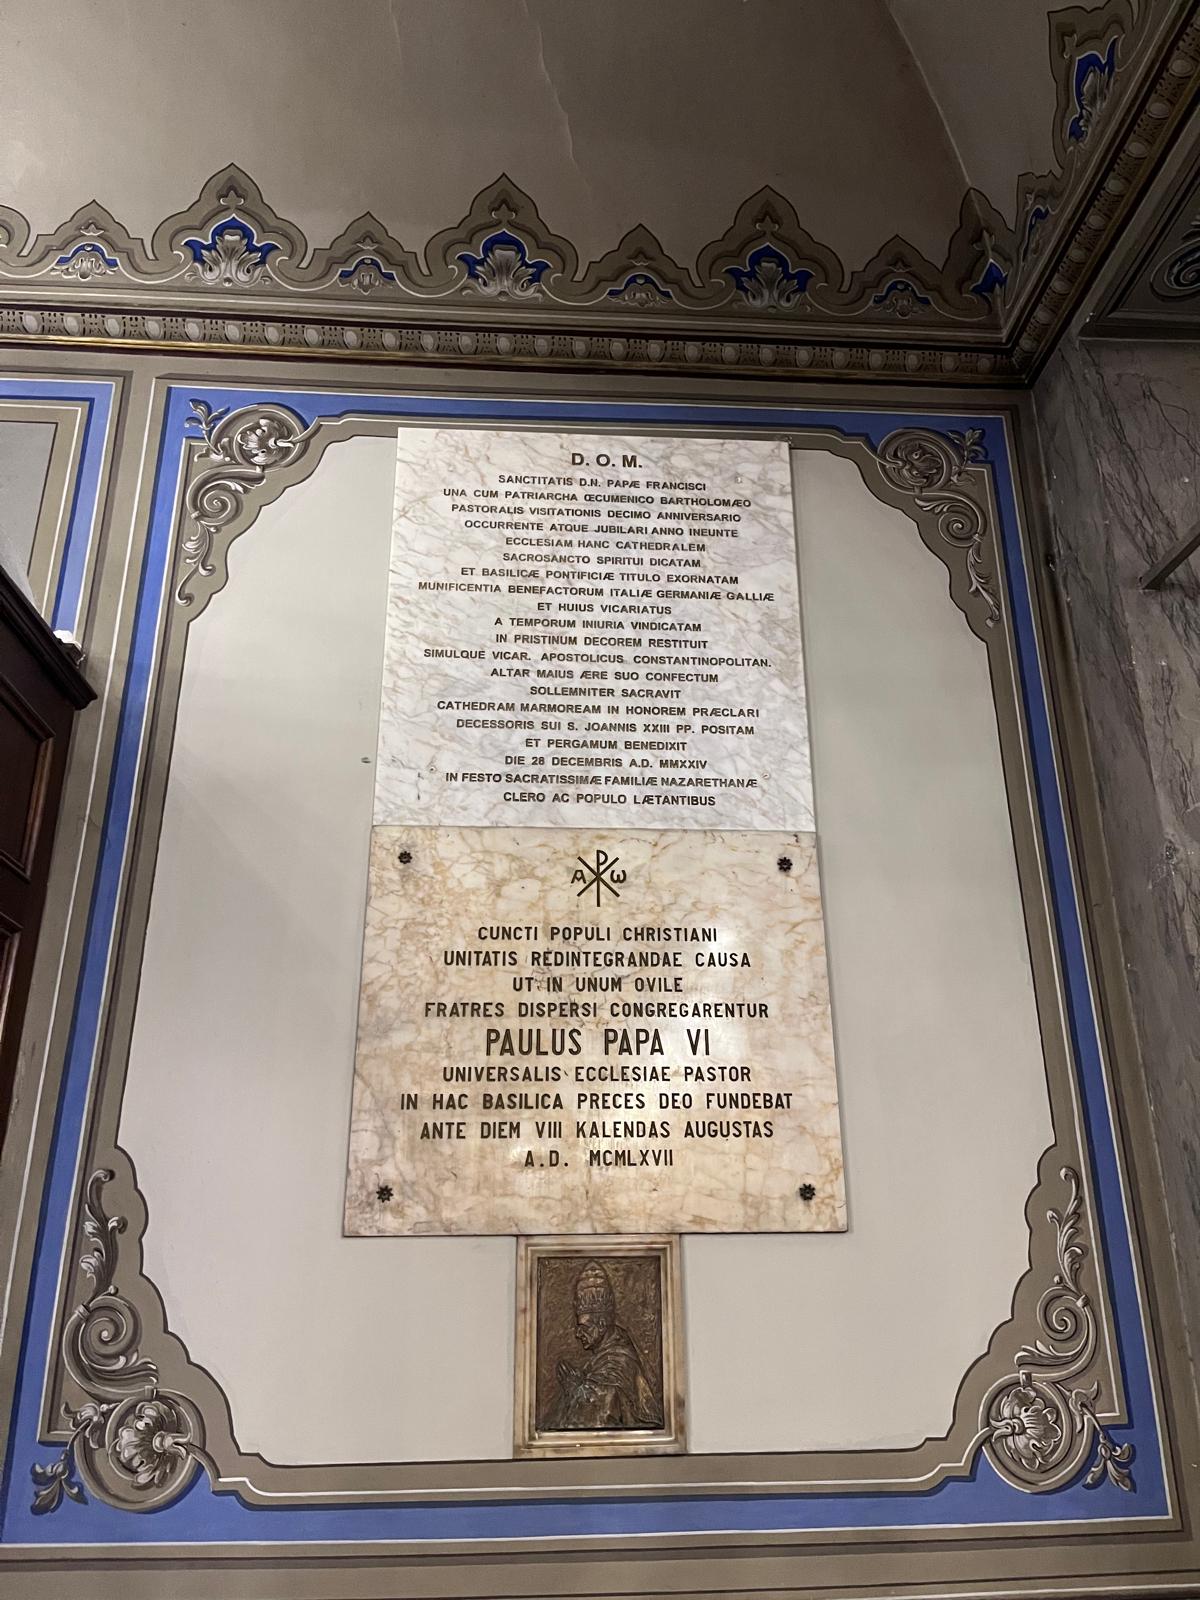 D. O. M.
SANCTITATIS D.N. PAPÆ FRANCISCI
UNA CUM PATRIARCHA ŒCUMENICO BARTHOLOMÆO
PASTORALIS VISITATIONIS DECIMO ANNIVERSARIO
OCCURRENTE ATQUE JUBILARI ANNO INEUNTE
ECCLESIAM HANC CATHEDRALEM
SACROSANCTO SPIRITUI DICATAM
ET BASILICÆ PONTIFICIÆ TITULO EXORNATAM
MUNIFICENTIA BENEFACTORUM ITALIÆ GERMANIÆ GALLIÆ
ET HUIUS VICARIATUS
A TEMPORUM INIURIA VINDICATAM
IN PRISTINUM DECOREM RESTITUIT
SIMULQUE VICAR. APOSTOLICUS CONSTANTINOPOLITAN.
ALTAR MAIUS ÆRE SUO CONFECTUM
SOLLEMNITER SACRAVIT
CATHEDRAM MARMOREAM IN HONOREM PRÆCLARI
DECESSORIS SUI S. JOANNIS XXIII PP. POSITAM
ET PERGAMUM BENEDIXIT
DIE 28 DECEMBRIS A.D. MMXXIV
IN FESTO SACRATISSIMÆ FAMILIÆ NAZARETHANÆ
CLERO AC POPULO LÆTANTIBUS
Α ☧ ω
CUNCTI POPULI CHRISTIANI
UNITATIS REDINTEGRANDAE CAUSA
UT IN UNUM OVILE
FRATRES DISPERSI CONGREGARENTUR
PAULUS PAPA VI
UNIVERSALIS ECCLESIAE PASTOR
IN HAC BASILICA PRECES DEO FUNDEBAT
ANTE DIEM VIII KALENDAS AUGUSTAS
A.D. MCMLXVII